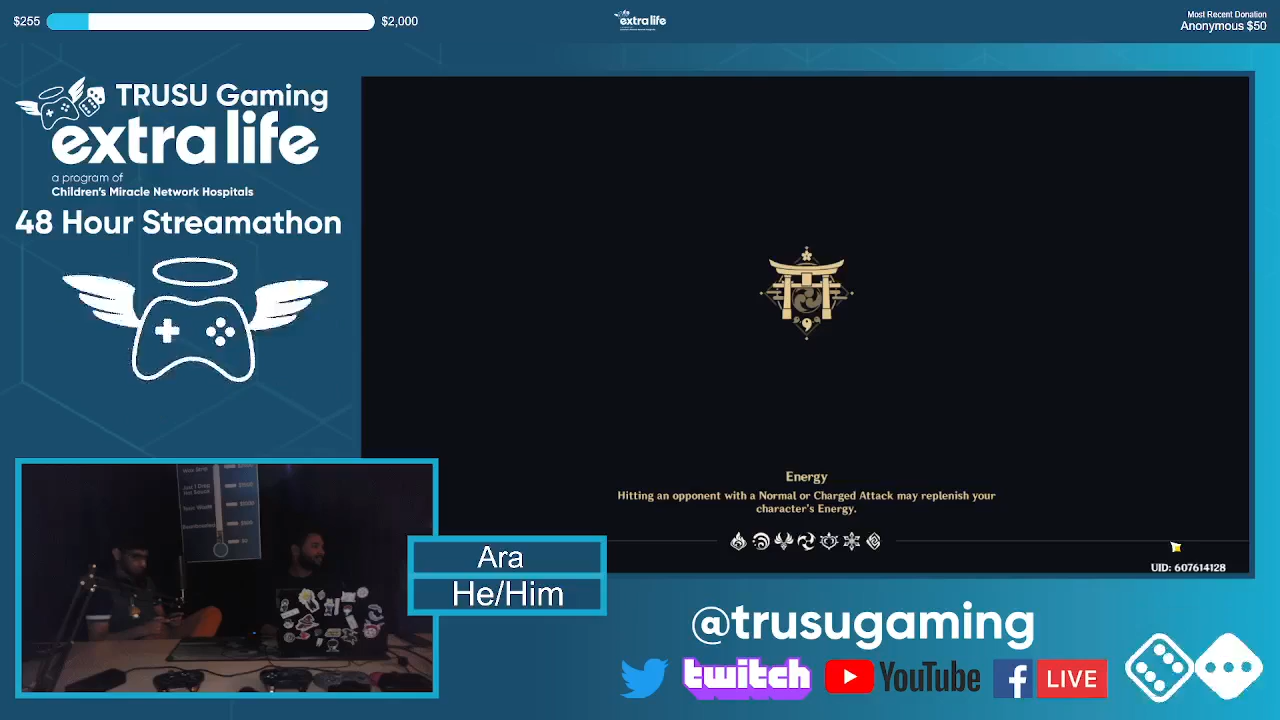 $255
$2,000
extra life
Most Recent Donation
Anonymous $50
TRUSU Gaming
extra life
a program of
Children's Miracle Network Hospitals
48 Hour Streamathon
Energy
Hitting an opponent with a Normal or Charged Attack may replenish your
character's Energy.
UID: 607614128
Ara
He/Him
@trusugaming
twitch
YouTube
f LIVE